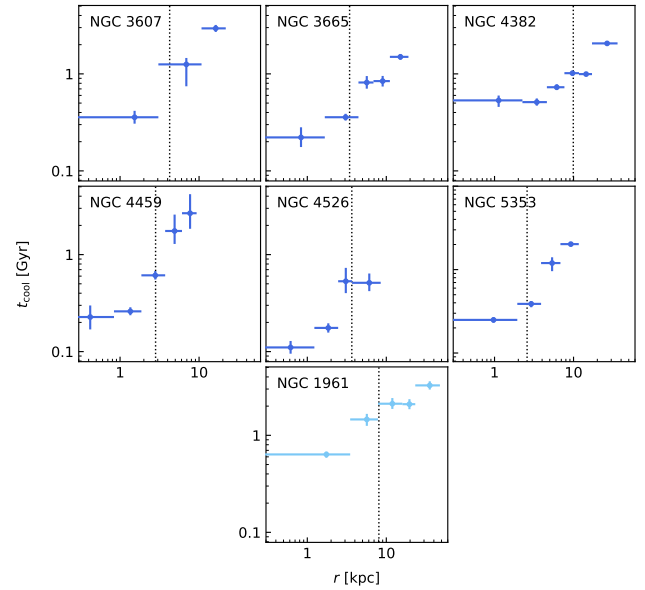 NGC 3607
NGC 3665
NGC 4382
1
0.1
NGC 4459
NGC 4526
NGC 5353
1
0.1
t_cool [Gyr]
1
10
1
10
NGC 1961
1
0.1
1
10
r [kpc]